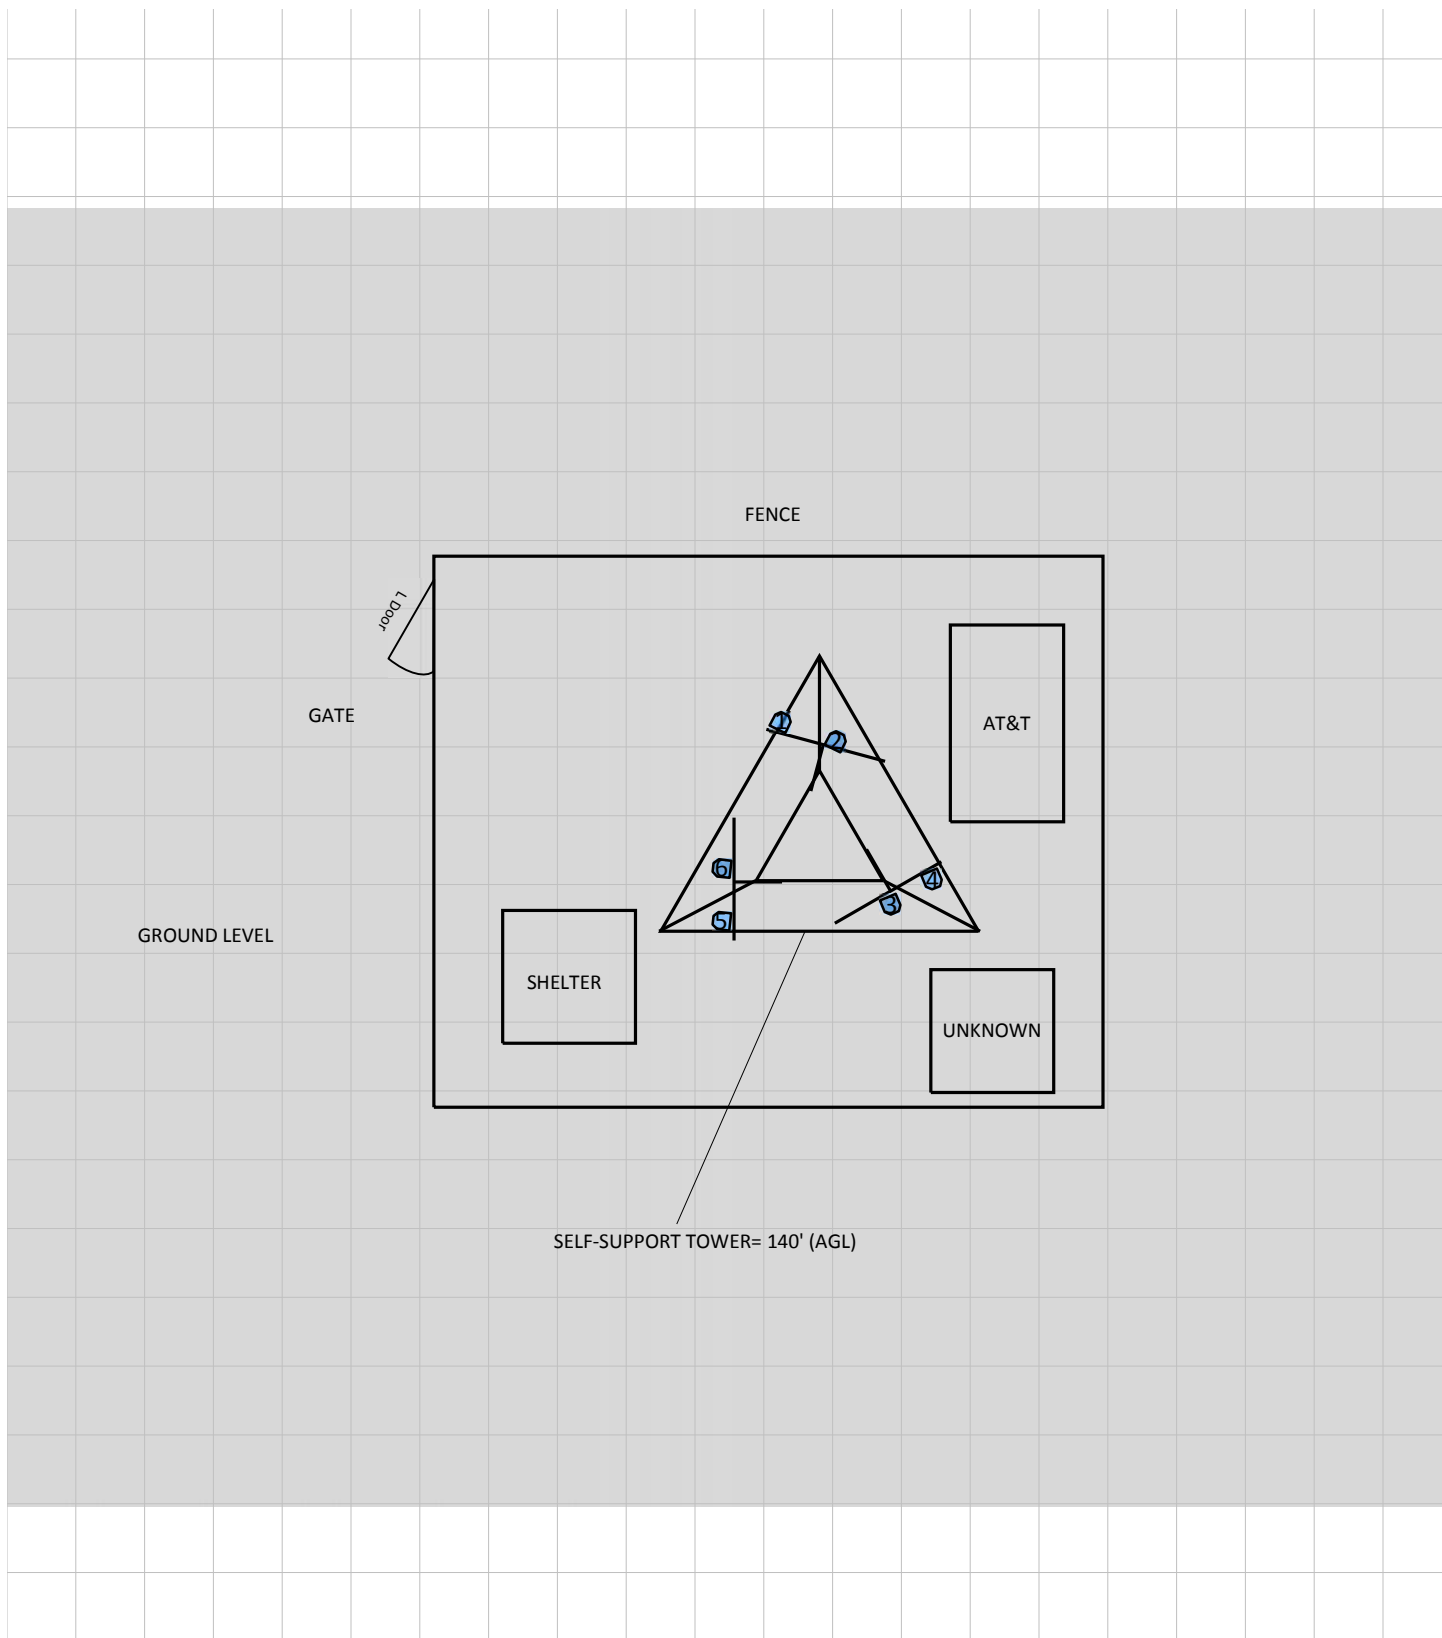 FENCE
L Door
GATE
1
2
AT&T
6
4
3
5
GROUND LEVEL
SHELTER
UNKNOWN
SELF-SUPPORT TOWER= 140' (AGL)